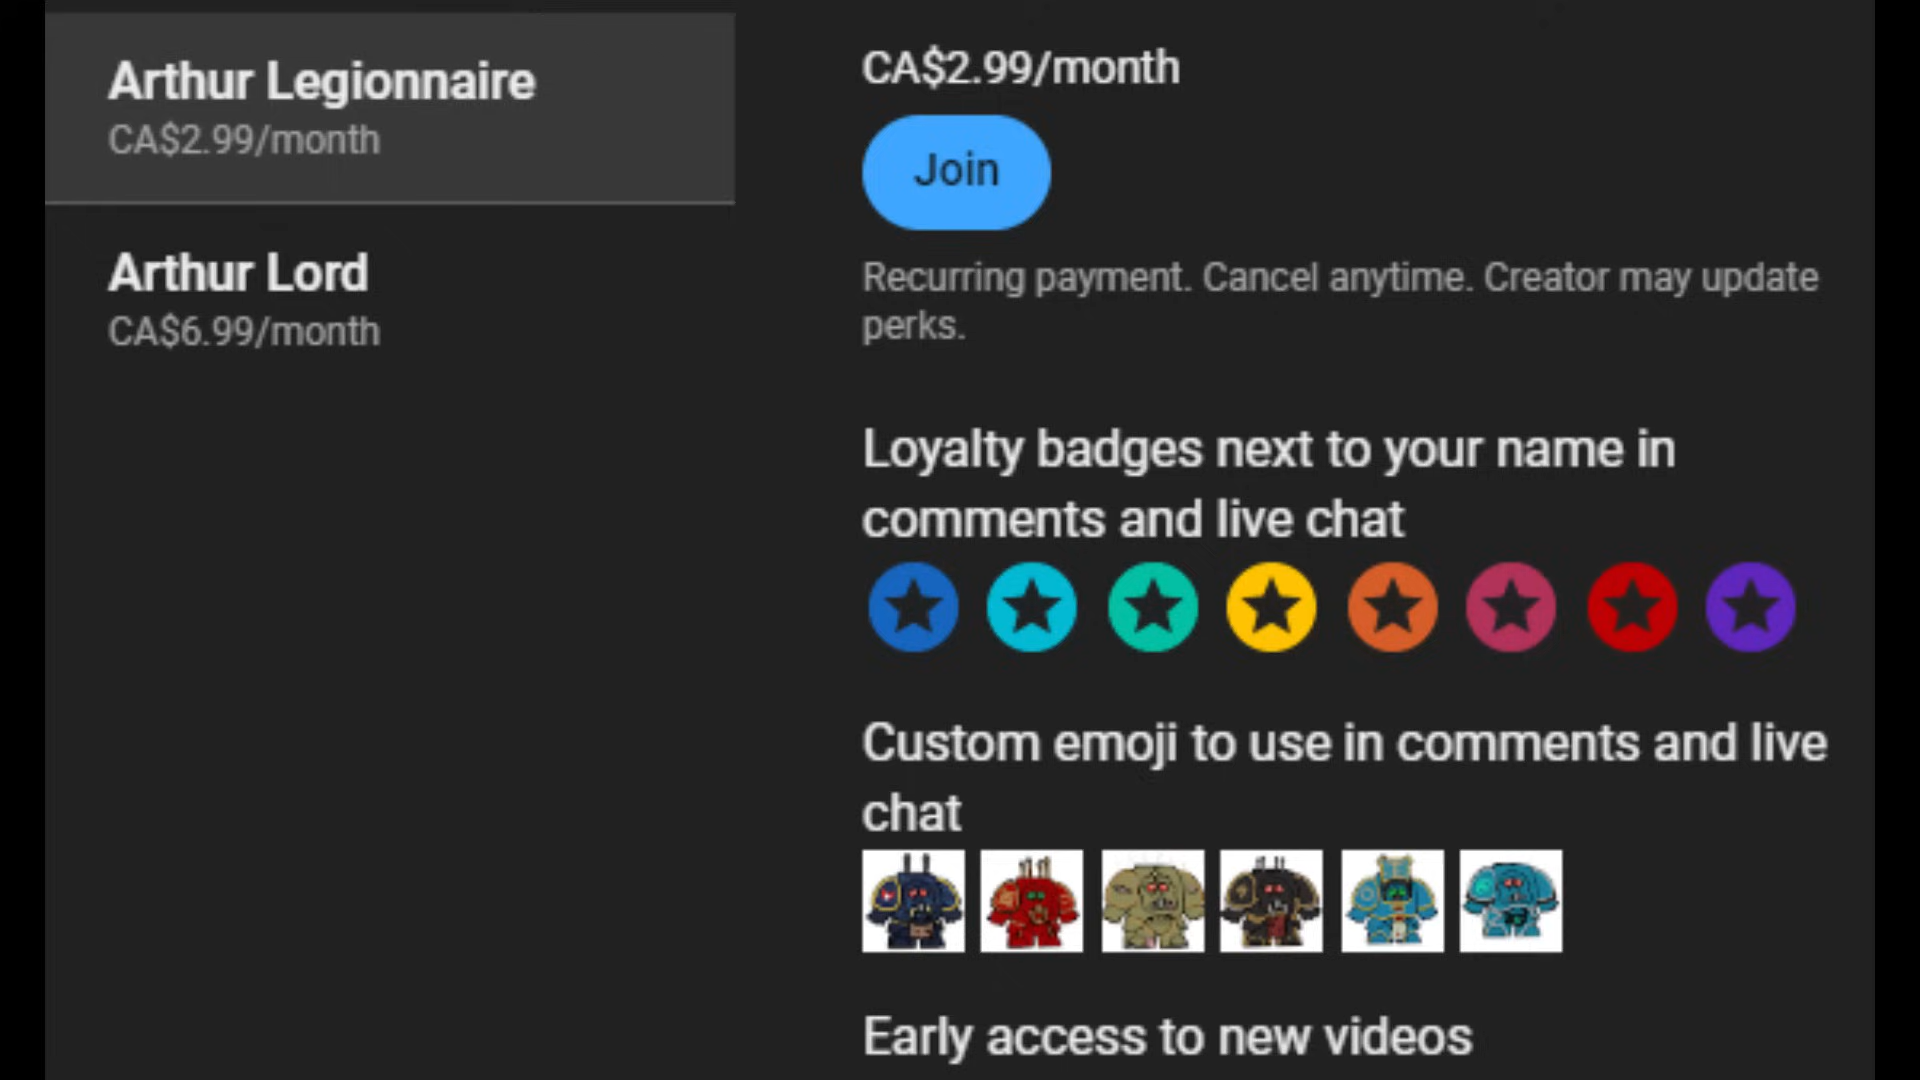 Arthur Legionnaire
CA$2.99/month
Arthur Lord
CA$6.99/month
CA$2.99/month
Join
Recurring payment. Cancel anytime. Creator may update
perks.
Loyalty badges next to your name in
comments and live chat
Custom emoji to use in comments and live
chat
Early access to new videos